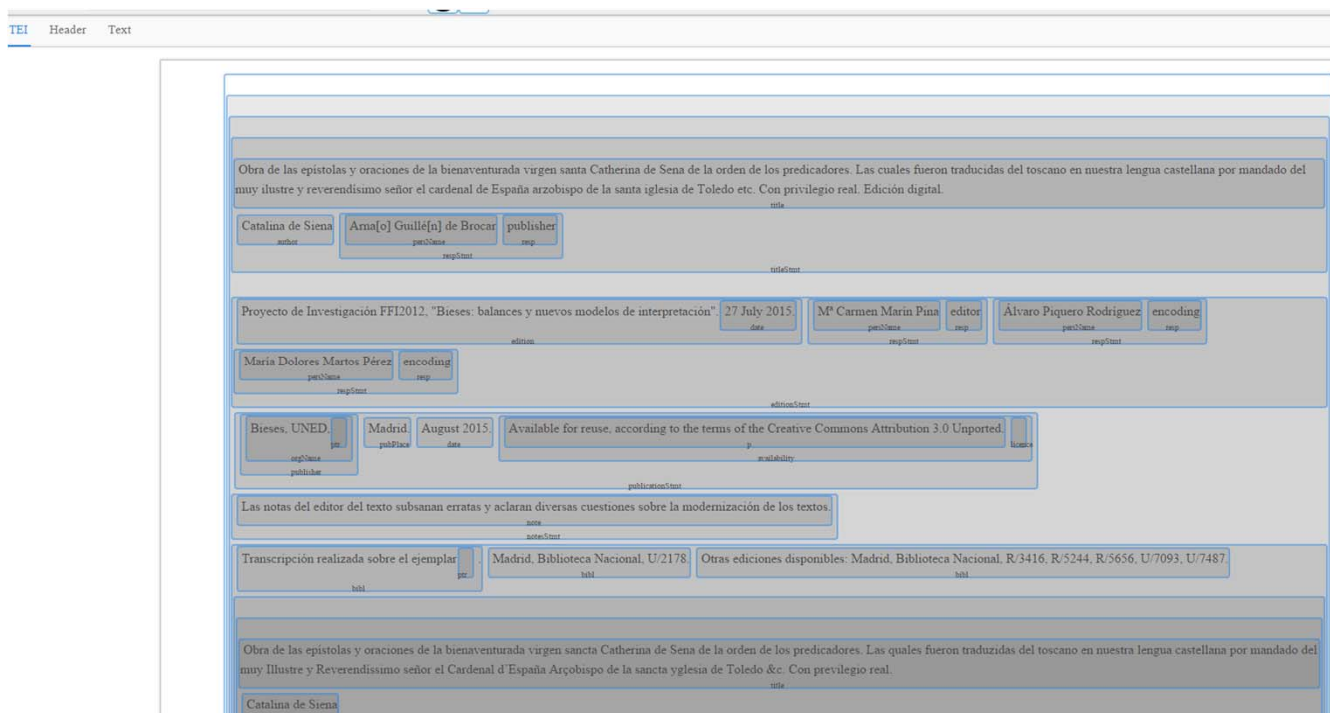 TEI Header Text
Obra de las epístolas y oraciones de la bienaventurada virgen santa Catherina de Sena de la orden de los predicadores. Las cuales fueron traducidas del toscano en nuestra lengua castellana por mandado del
muy ilustre y reverendísimo señor el cardenal de España arzobispo de la santa iglesia de Toledo etc. Con privilegio real. Edición digital.
title
Catalina de Siena Arna[o] Guillé[n] de Brocar publisher
author persName resp
respStmt
titleStmt
Proyecto de Investigación FFI2012, "Bieses: balances y nuevos modelos de interpretación". 27 July 2015. Mª Carmen Marín Pina editor Álvaro Piquero Rodríguez encoding
date persName resp persName resp
edition respStmt respStmt
María Dolores Martos Pérez encoding
persName resp
respStmt
editionStmt
Bieses, UNED. Madrid. August 2015. Available for reuse, according to the terms of the Creative Commons Attribution 3.0 Unported.
ptr pubPlace date p licence
orgName availability
publisher
publicationStmt
Las notas del editor del texto subsanan erratas y aclaran diversas cuestiones sobre la modernización de los textos.
note
notesStmt
Transcripción realizada sobre el ejemplar . Madrid, Biblioteca Nacional, U/2178. Otras ediciones disponibles: Madrid, Biblioteca Nacional, R/3416, R/5244, R/5656, U/7093, U/7487.
ptr bibl bibl
bibl
Obra de las epistolas y oraciones de la bienaventurada virgen sancta Catherina de Sena de la orden de los predicadores. Las quales fueron traduzidas del toscano en nuestra lengua castellana por mandado del
muy Illustre y Reverendissimo señor el Cardenal d´España Arçobispo de la sancta yglesia de Toledo &c. Con previlegio real.
title
Catalina de Siena